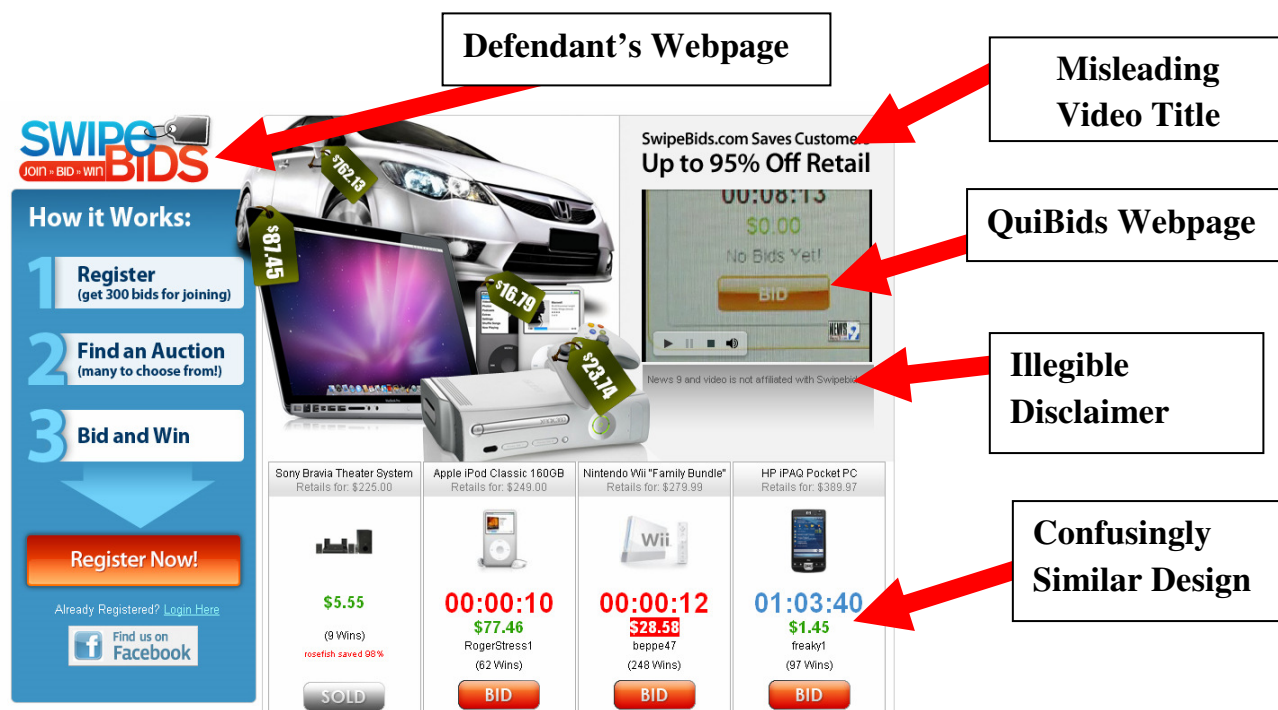 Defendant's Webpage
Misleading
Video Title
QuiBids Webpage
Illegible
Disclaimer
Confusingly
Similar Design
SWIPE
BIDS
JOIN » BID » WIN
How it Works:
1
Register
(get 300 bids for joining)
2
Find an Auction
(many to choose from!)
3
Bid and Win
Register Now!
Already Registered? Login Here
f
Find us on
Facebook
$762.13
$87.45
$16.79
$23.74
SwipeBids.com Saves Customers
Up to 95% Off Retail
00:08:13
$0.00
No Bids Yet!
BID
NEWS 9
News 9 and video is not affiliated with Swipebids
Sony Bravia Theater System
Retails for: $225.00
$5.55
(9 Wins)
rosefish saved 98%
SOLD
Apple iPod Classic 160GB
Retails for: $249.00
00:00:10
$77.46
RogerStress1
(62 Wins)
BID
Nintendo Wii "Family Bundle"
Retails for: $279.99
Wii
00:00:12
$28.58
beppe47
(248 Wins)
BID
HP iPAQ Pocket PC
Retails for: $389.97
01:03:40
$1.45
freaky1
(97 Wins)
BID